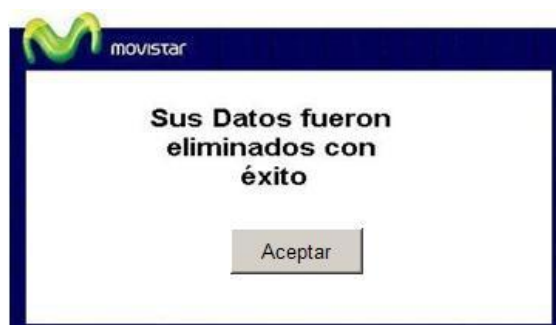 movistar
Sus Datos fueron
eliminados con
éxito
Aceptar